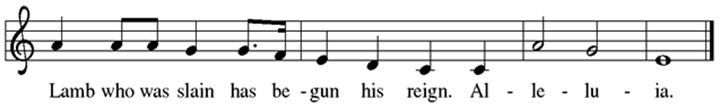 Lamb who was slain has be - gun his reign. Al - le - lu - ia.